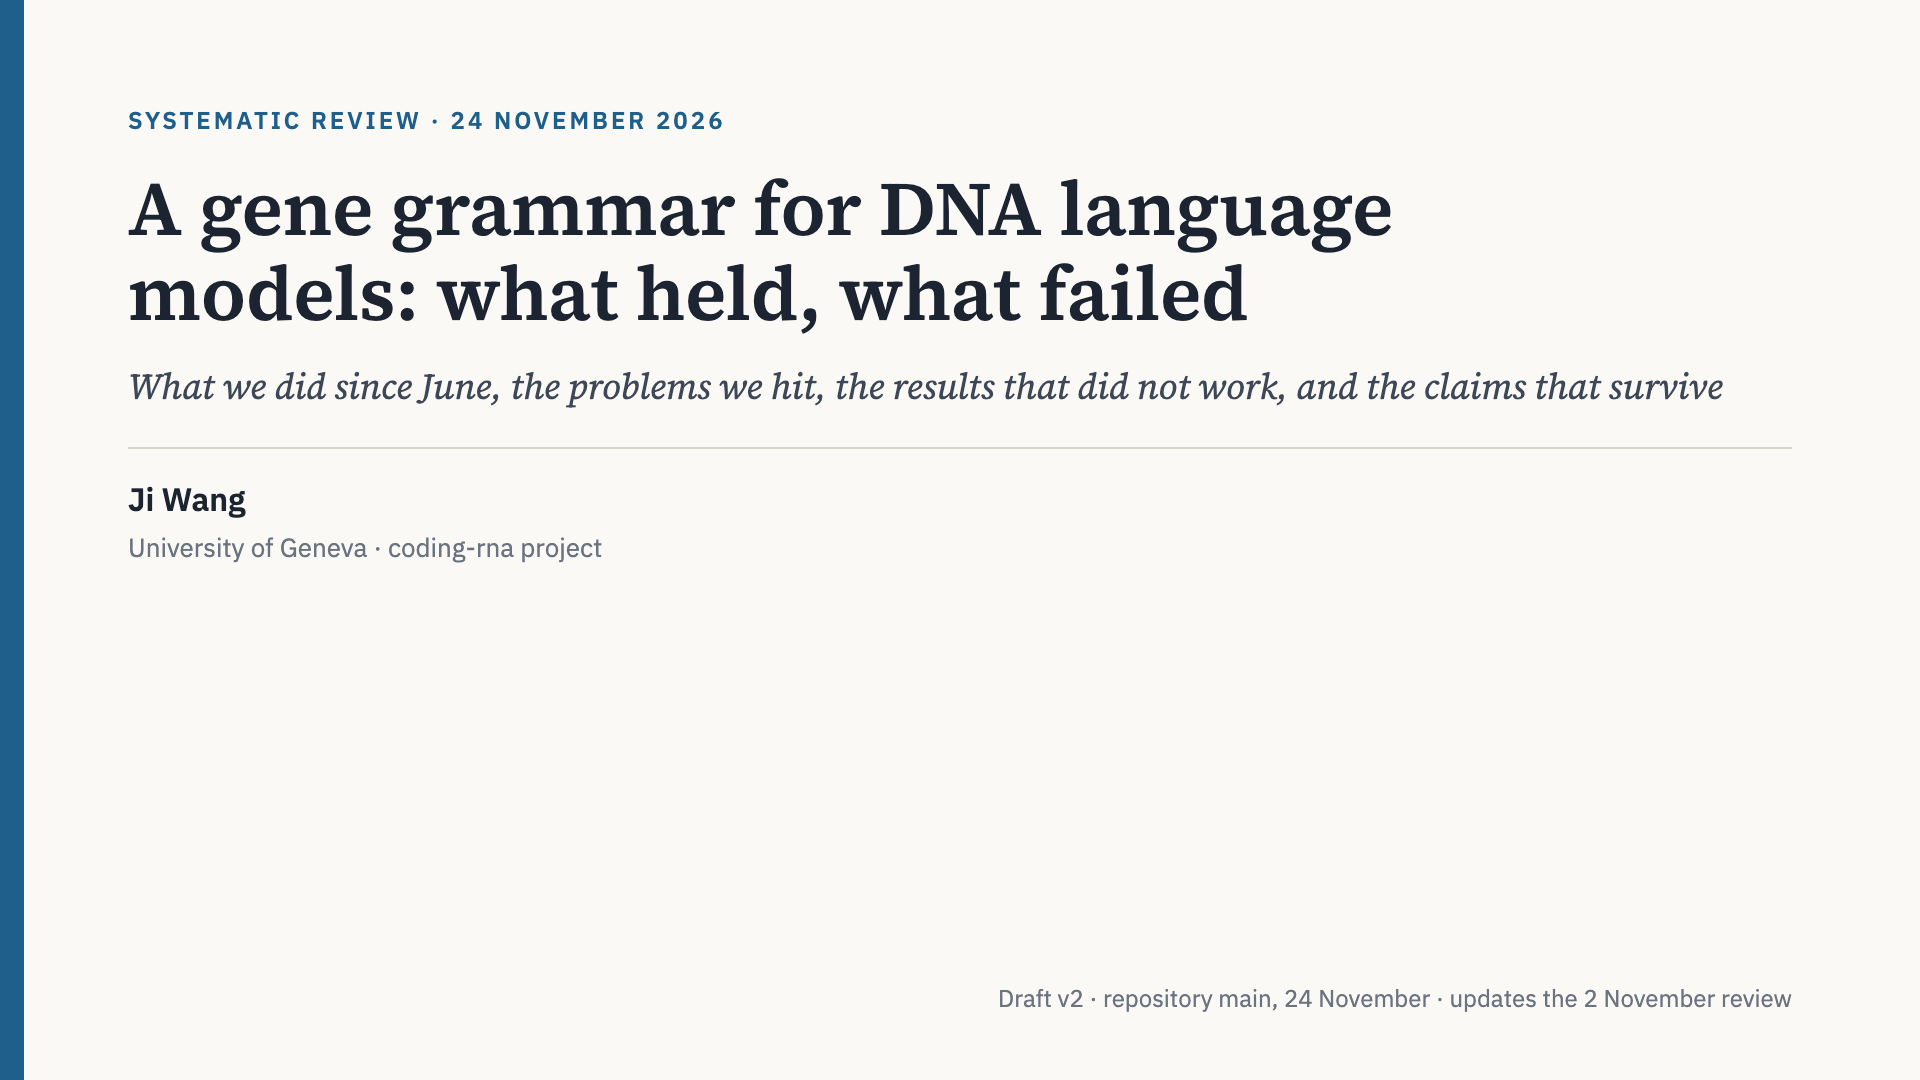 SYSTEMATIC REVIEW · 24 NOVEMBER 2026
A gene grammar for DNA language
models: what held, what failed
What we did since June, the problems we hit, the results that did not work, and the claims that survive
Ji Wang
University of Geneva · coding-rna project
Draft v2 · repository main, 24 November · updates the 2 November review